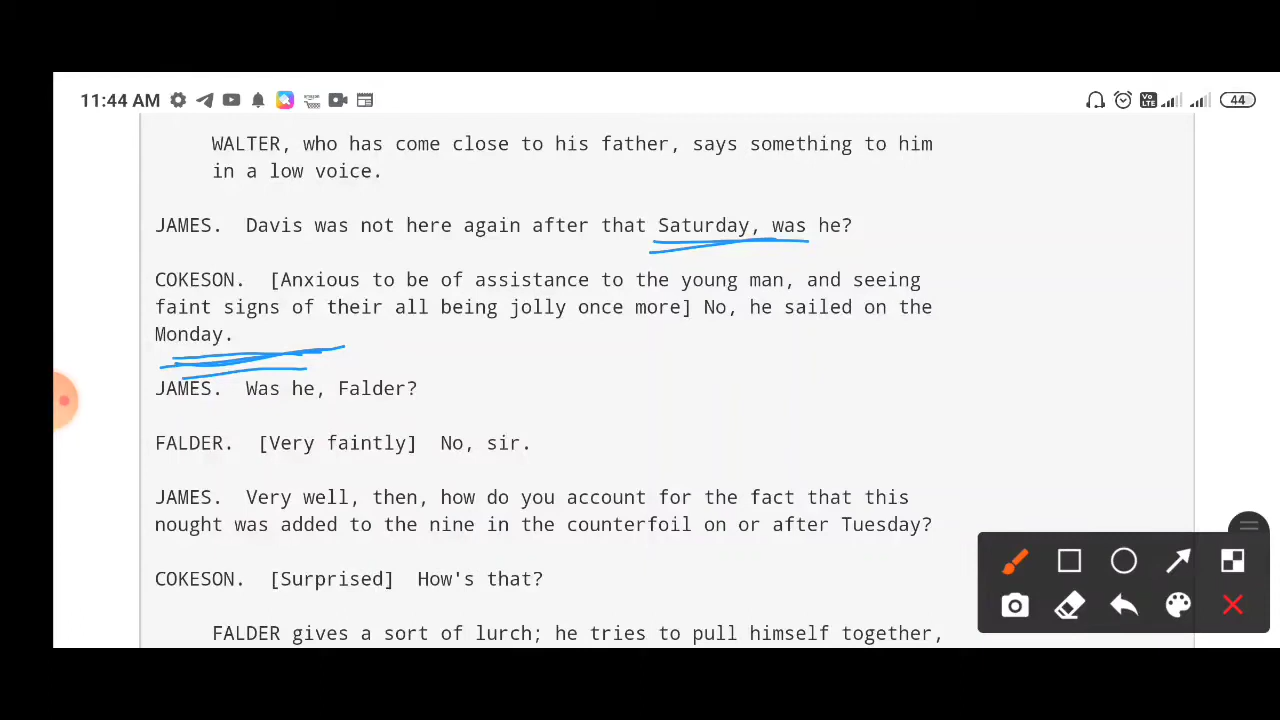 11:44 AM
Vo LTE
44
WALTER, who has come close to his father, says something to him
in a low voice.
JAMES. Davis was not here again after that Saturday, was he?
COKESON. [Anxious to be of assistance to the young man, and seeing
faint signs of their all being jolly once more] No, he sailed on the
Monday.
JAMES. Was he, Falder?
FALDER. [Very faintly] No, sir.
JAMES. Very well, then, how do you account for the fact that this
nought was added to the nine in the counterfoil on or after Tuesday?
COKESON. [Surprised] How's that?
FALDER gives a sort of lurch; he tries to pull himself together,